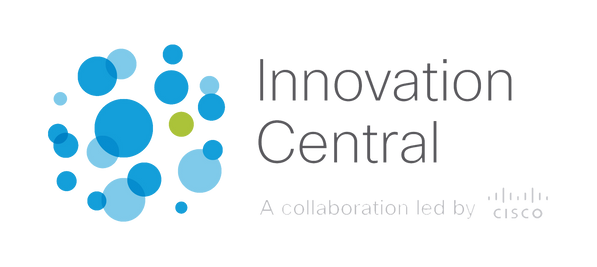 Innovation
Central
A collaboration led by CISCO